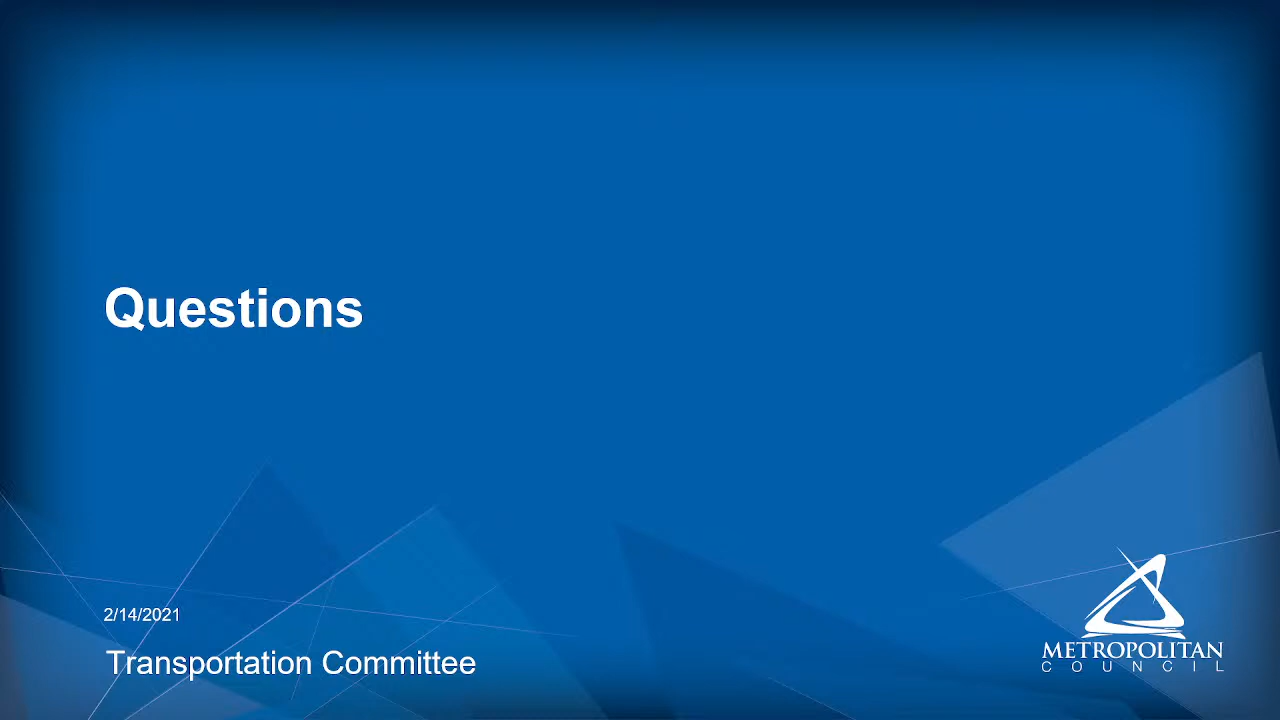 Questions
2/14/2021
Transportation Committee
METROPOLITAN
COUNCIL